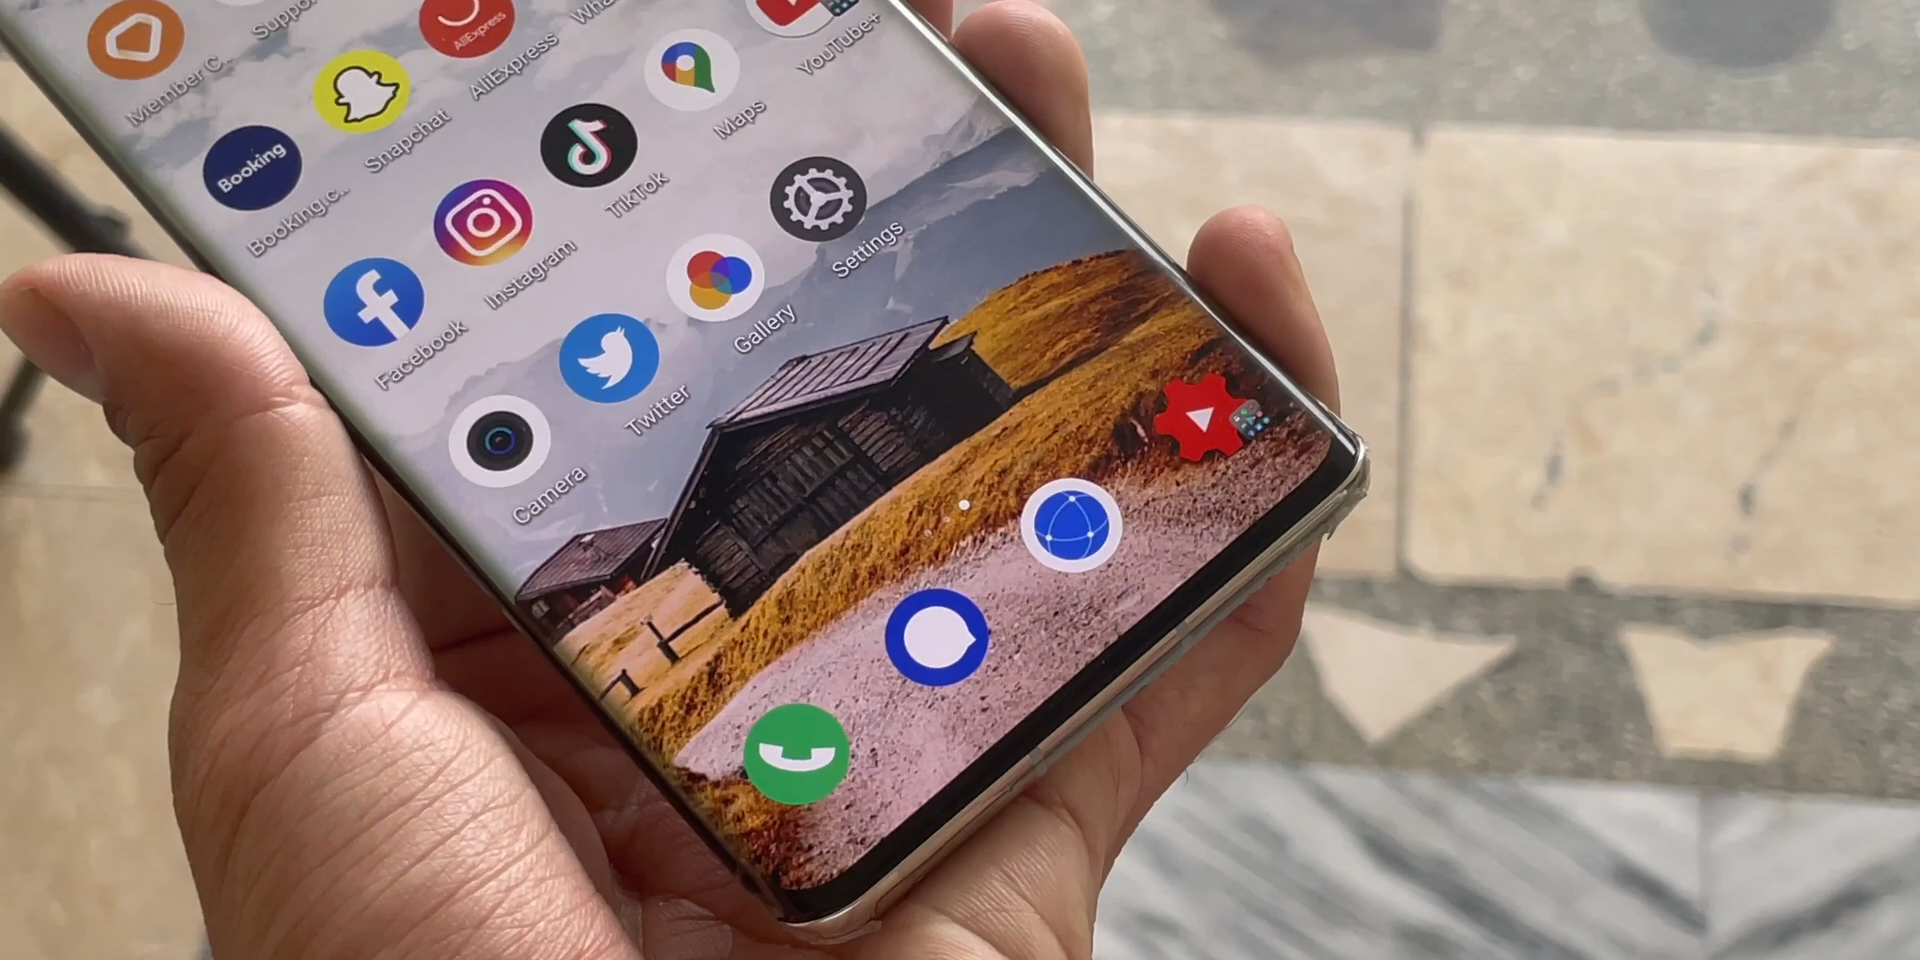 Member C..
Suppo
AliExpress
AliExpress
Wha
YouTube+
Booking
Booking.c..
Snapchat
TikTok
Maps
Facebook
Instagram
Gallery
Settings
Camera
Twitter